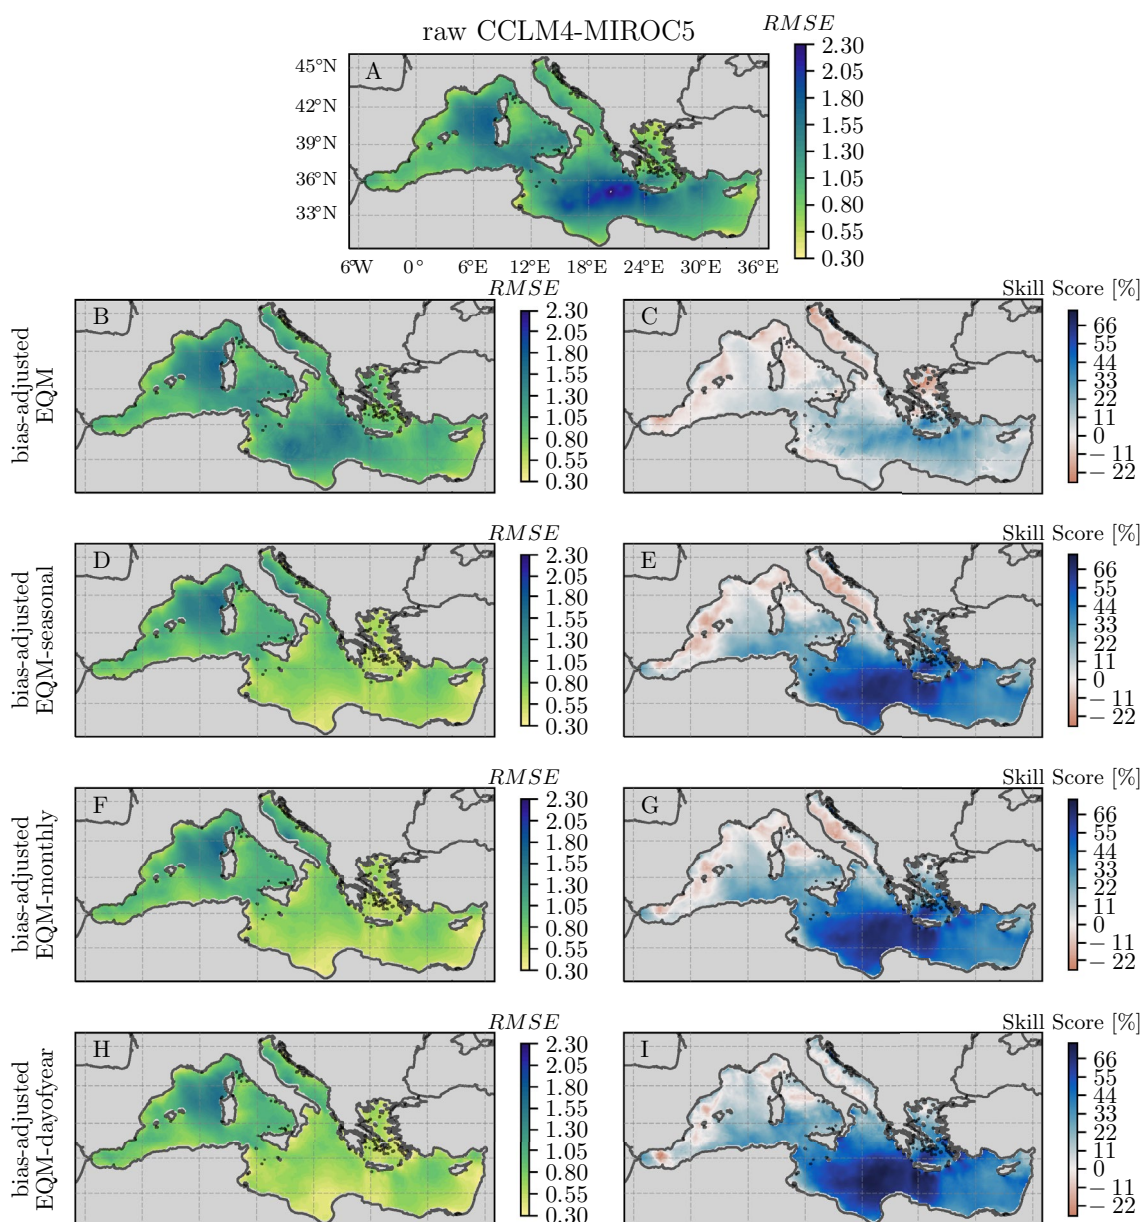 raw CCLM4-MIROC5
RMSE
A
45°N
42°N
39°N
36°N
33°N
6°W 0° 6°E 12°E 18°E 24°E 30°E 36°E
2.30
2.05
1.80
1.55
1.30
1.05
0.80
0.55
0.30
bias-adjusted
EQM
B
RMSE
2.30
2.05
1.80
1.55
1.30
1.05
0.80
0.55
0.30
C
Skill Score [%]
66
55
44
33
22
11
0
− 11
− 22
bias-adjusted
EQM-seasonal
D
RMSE
2.30
2.05
1.80
1.55
1.30
1.05
0.80
0.55
0.30
E
Skill Score [%]
66
55
44
33
22
11
0
− 11
− 22
bias-adjusted
EQM-monthly
F
RMSE
2.30
2.05
1.80
1.55
1.30
1.05
0.80
0.55
0.30
G
Skill Score [%]
66
55
44
33
22
11
0
− 11
− 22
bias-adjusted
EQM-dayofyear
H
RMSE
2.30
2.05
1.80
1.55
1.30
1.05
0.80
0.55
0.30
I
Skill Score [%]
66
55
44
33
22
11
0
− 11
− 22